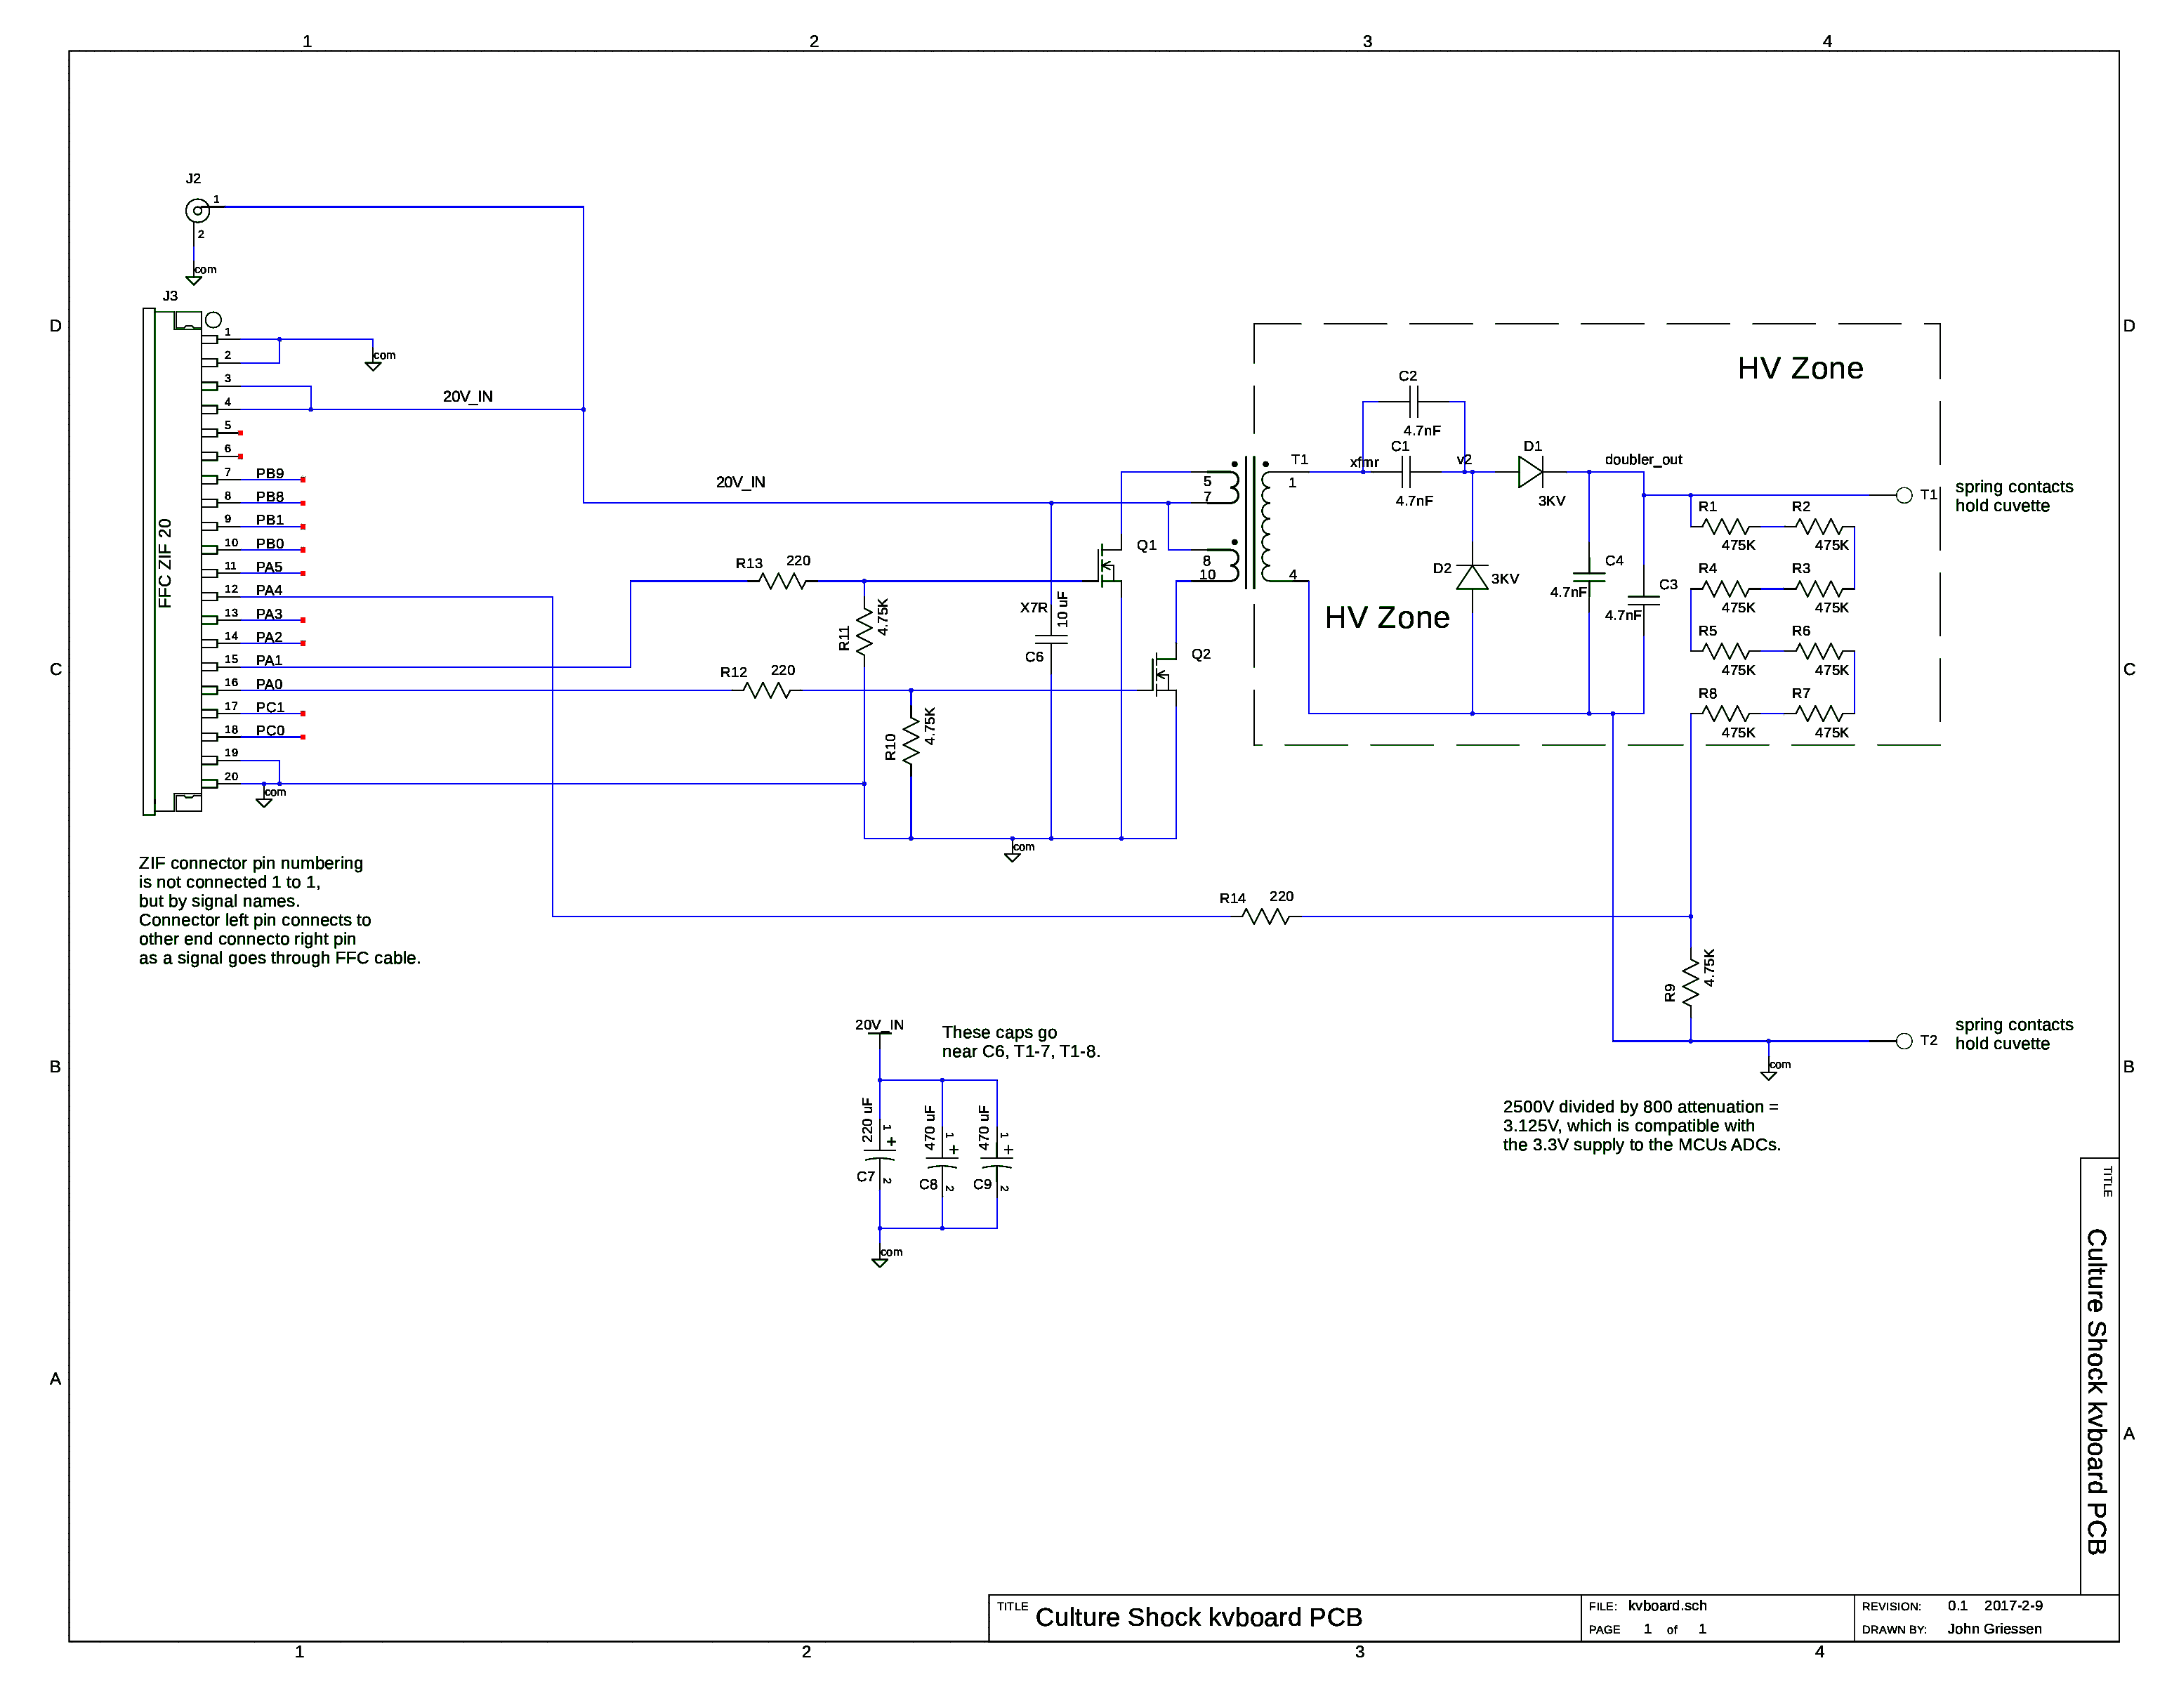 1 2 3 4
J2
1
2
com
J3
D D
1
2
com
3
4
20V_IN
5
6
7 PB9
8 PB8
9 PB1
10 PB0
11 PA5
12 PA4
13 PA3
14 PA2
15 PA1
16 PA0
17 PC1
18 PC0
19
20
com
FFC ZIF 20
C C
ZIF connector pin numbering
is not connected 1 to 1,
but by signal names.
Connector left pin connects to
other end connecto right pin
as a signal goes through FFC cable.
20V_IN
R13 220
R11 4.75K
R12 220
R10 4.75K
X7R 10 uF
C6
Q1
Q2
com
5
7
8
10
T1
1
4
HV Zone
HV Zone
C2
4.7nF
xfmr C1 v2
4.7nF
D1
3KV
D2 3KV
doubler_out
C4
4.7nF
C3
4.7nF
R1 R2
475K 475K
R4 R3
475K 475K
R5 R6
475K 475K
R8 R7
475K 475K
T1 spring contacts
hold cuvette
R14 220
R9 4.75K
T2 spring contacts
hold cuvette
com
B B
20V_IN
These caps go
near C6, T1-7, T1-8.
220 uF 1 +
C7 2
470 uF 1 +
C8 2
470 uF 1 +
C9 2
com
2500V divided by 800 attenuation =
3.125V, which is compatible with
the 3.3V supply to the MCUs ADCs.
A A
TITLE Culture Shock kvboard PCB
TITLE Culture Shock kvboard PCB
FILE: kvboard.sch
PAGE 1 of 1
REVISION: 0.1 2017-2-9
DRAWN BY: John Griessen
1 2 3 4